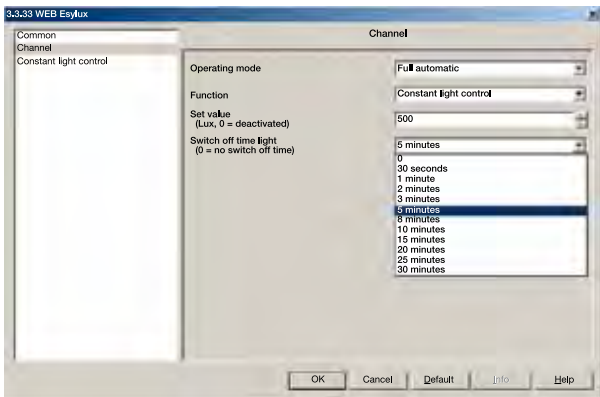 3.3.33 WEB Esylux
Common
Channel
Constant light control
Channel
Operating mode
Full automatic
Function
Constant light control
Set value
(Lux, 0 = deactivated)
500
Switch off time light
(0 = no switch off time)
5 minutes
0
30 seconds
1 minute
2 minutes
3 minutes
5 minutes
8 minutes
10 minutes
15 minutes
20 minutes
25 minutes
30 minutes
OK
Cancel
Default
Info
Help